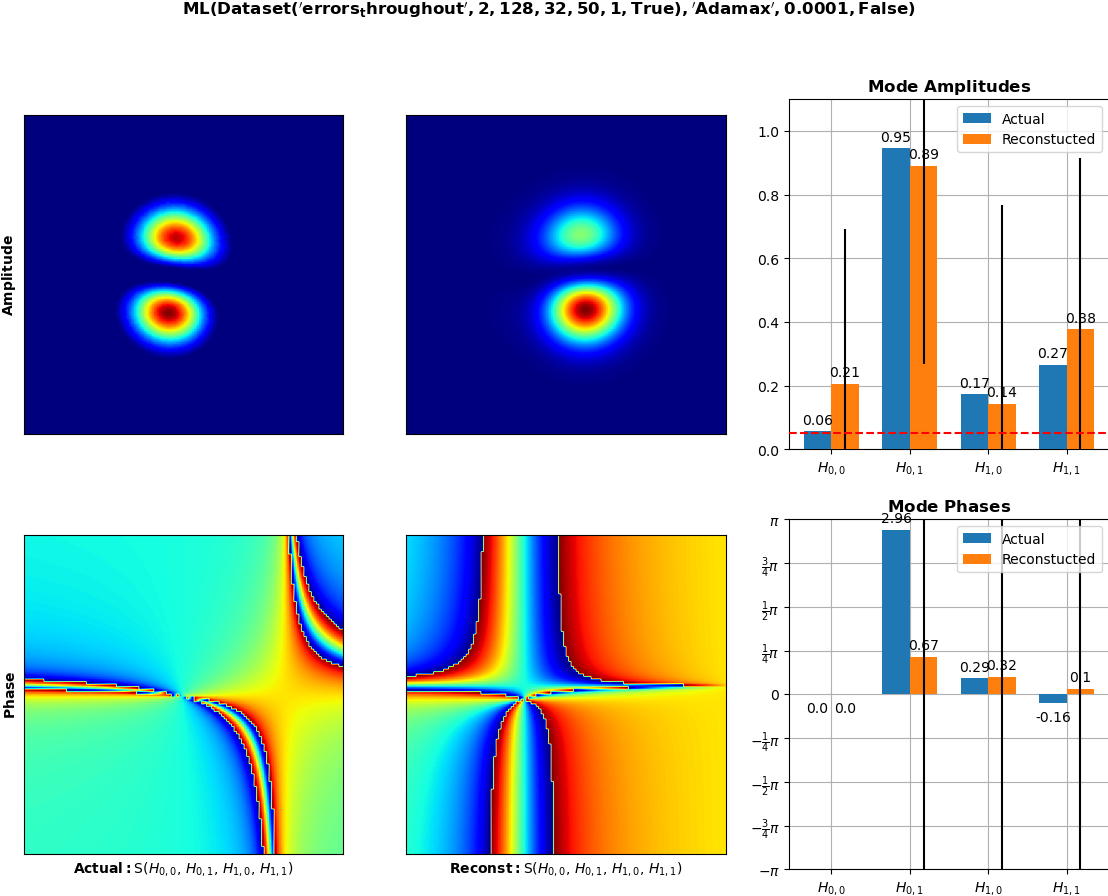 ML(Dataset('errors_throughout', 2, 128, 32, 50, 1, True), 'Adamax', 0.0001, False)
Mode Amplitudes
Amplitude
1.0
0.8
0.6
0.4
0.2
0.0
Actual
Reconstucted
0.06
0.21
0.95
0.89
0.17
0.14
0.27
0.38
H0,0
H0,1
H1,0
H1,1
Mode Phases
Phase
π
3/4π
1/2π
1/4π
0
−1/4π
−1/2π
−3/4π
−π
Actual
Reconstucted
0.0
0.0
2.96
0.67
0.29
0.32
-0.16
0.1
H0,0
H0,1
H1,0
H1,1
Actual: S(H0,0, H0,1, H1,0, H1,1)
Reconst: S(H0,0, H0,1, H1,0, H1,1)